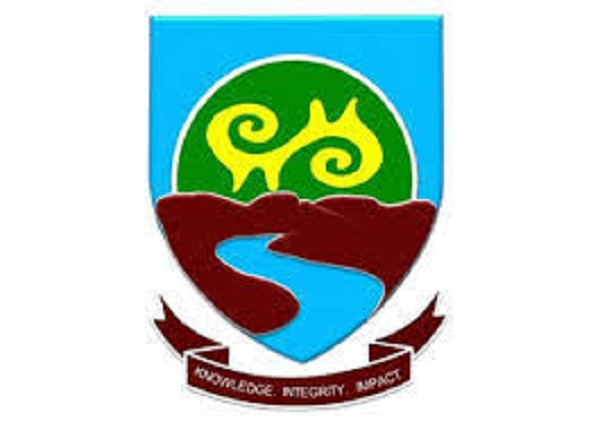 KNOWLEDGE. INTEGRITY. IMPACT